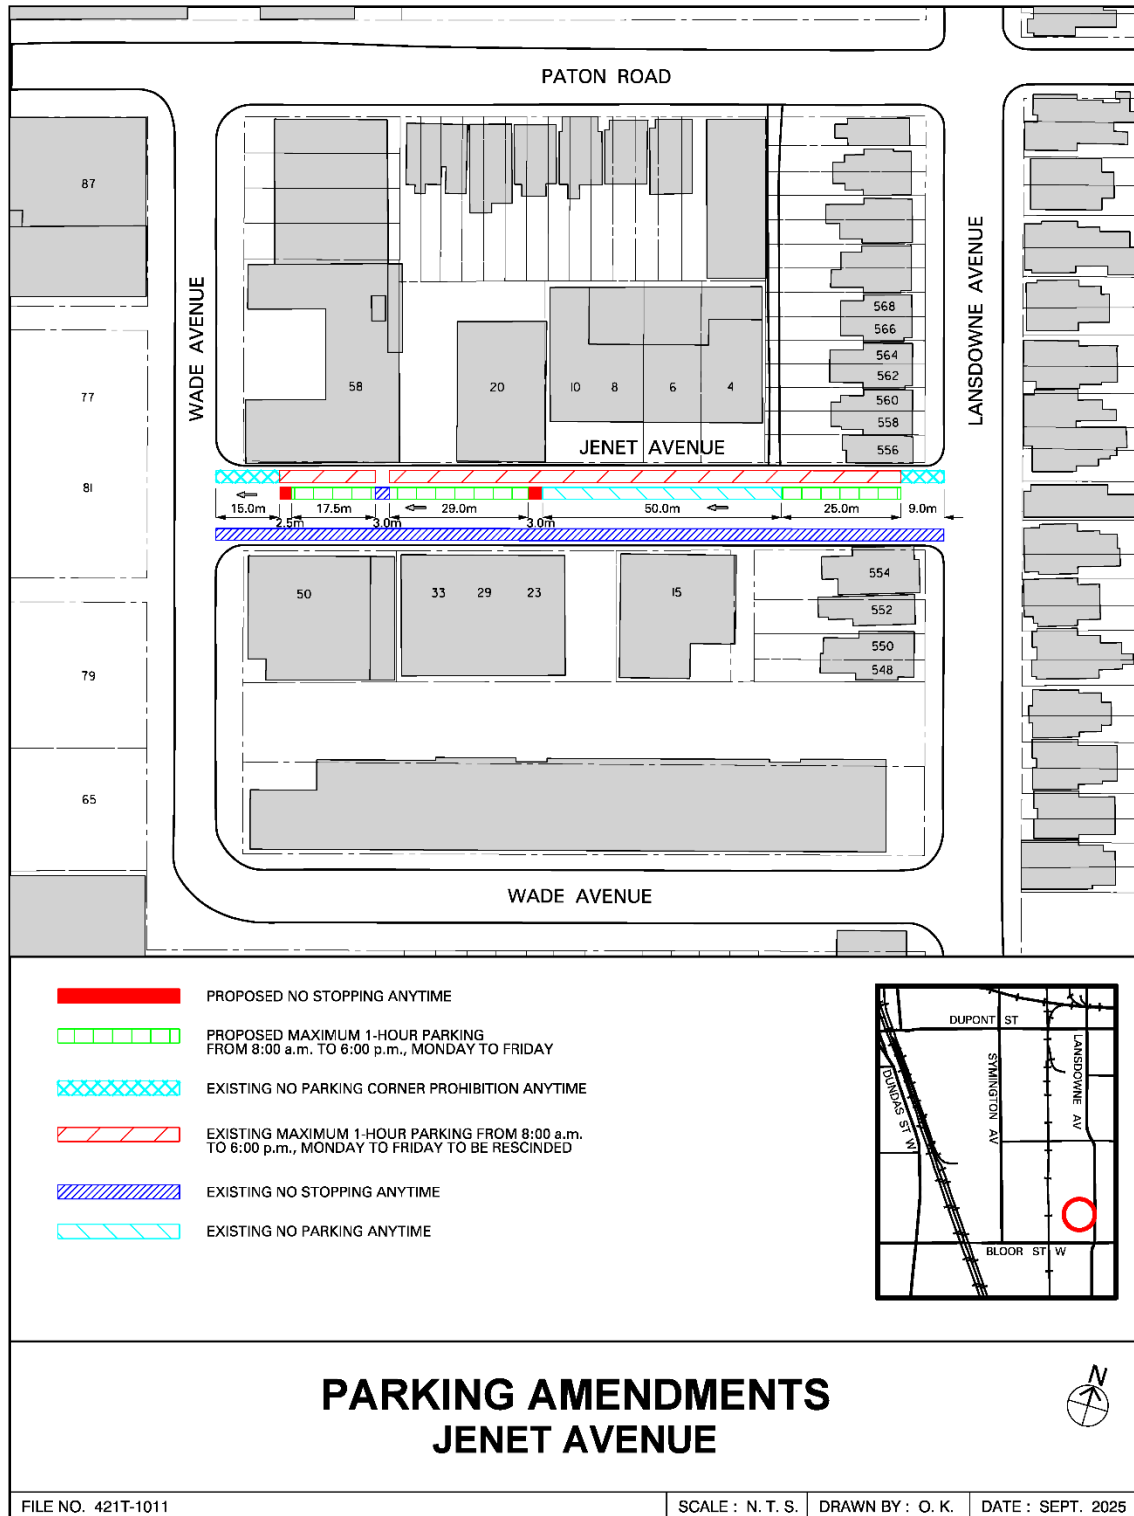 PATON ROAD
WADE AVENUE
LANSDOWNE AVENUE
87
77
81
79
65
58
20
10
8
6
4
568
566
564
562
560
558
556
JENET AVENUE
15.0m
2.5m
17.5m
3.0m
29.0m
3.0m
50.0m
25.0m
9.0m
50
33
29
23
15
554
552
550
548
WADE AVENUE
PROPOSED NO STOPPING ANYTIME
PROPOSED MAXIMUM 1-HOUR PARKING
FROM 8:00 a.m. TO 6:00 p.m., MONDAY TO FRIDAY
EXISTING NO PARKING CORNER PROHIBITION ANYTIME
EXISTING MAXIMUM 1-HOUR PARKING FROM 8:00 a.m.
TO 6:00 p.m., MONDAY TO FRIDAY TO BE RESCINDED
EXISTING NO STOPPING ANYTIME
EXISTING NO PARKING ANYTIME
DUPONT ST
DUNDAS ST W
SYMINGTON AV
LANSDOWNE AV
BLOOR ST W
PARKING AMENDMENTS
JENET AVENUE
N
FILE NO. 421T-1011
SCALE : N. T. S.
DRAWN BY : O. K.
DATE : SEPT. 2025